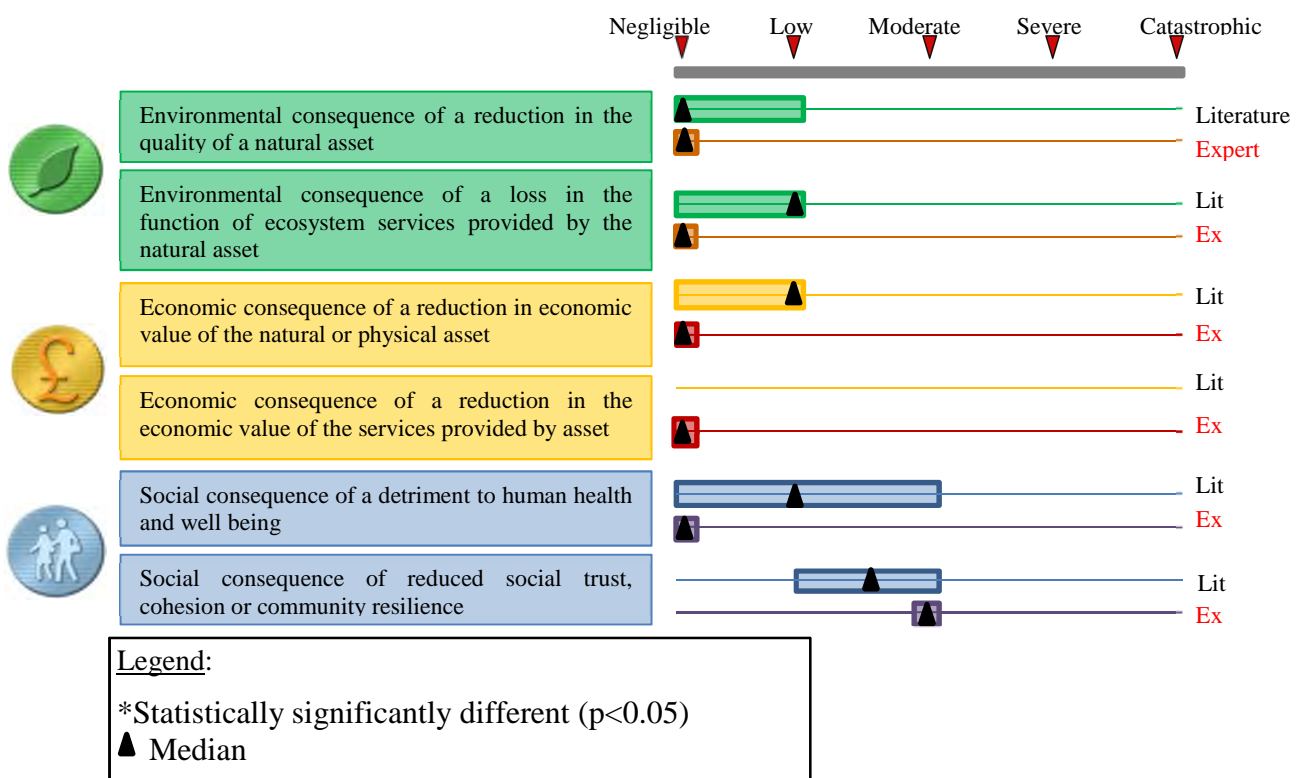 Negligible Low Moderate Severe Catastrophic
Environmental consequence of a reduction in the
quality of a natural asset
Literature
Expert
Environmental consequence of a loss in the
function of ecosystem services provided by the
natural asset
Lit
Ex
£
Economic consequence of a reduction in economic
value of the natural or physical asset
Lit
Ex
Economic consequence of a reduction in the
economic value of the services provided by asset
Lit
Ex
Social consequence of a detriment to human health
and well being
Lit
Ex
Social consequence of reduced social trust,
cohesion or community resilience
Lit
Ex
Legend:
*Statistically significantly different (p<0.05)
Median